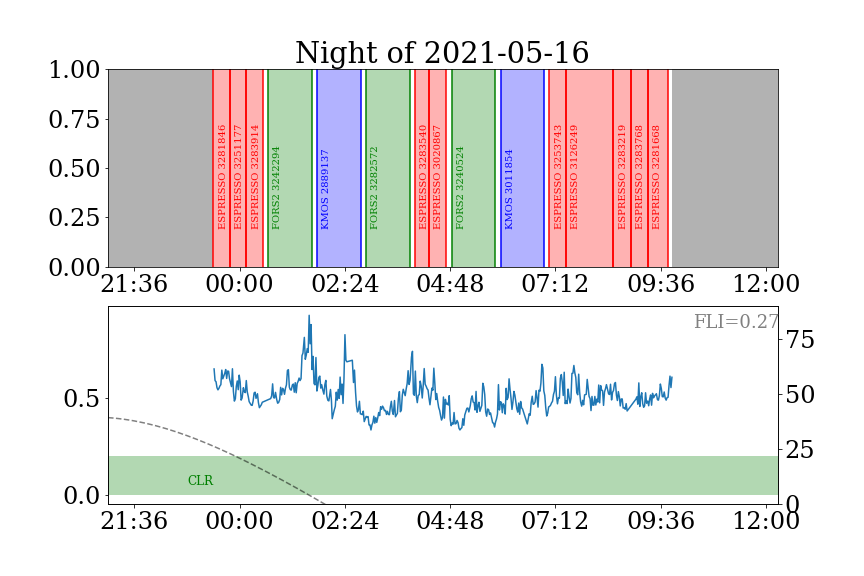 Night of 2021-05-16
1.00
0.75
0.50
0.25
0.00
ESPRESSO 3281846
ESPRESSO 3251177
ESPRESSO 3283914
FORS2 3242294
KMOS 2889137
FORS2 3282572
ESPRESSO 3283540
ESPRESSO 3020867
FORS2 3240524
KMOS 3011854
ESPRESSO 3253743
ESPRESSO 3126249
ESPRESSO 3283219
ESPRESSO 3283768
ESPRESSO 3281668
21:36 00:00 02:24 04:48 07:12 09:36 12:00
FLI=0.27
0.5
0.0
CLR
75
50
25
0
21:36 00:00 02:24 04:48 07:12 09:36 12:00